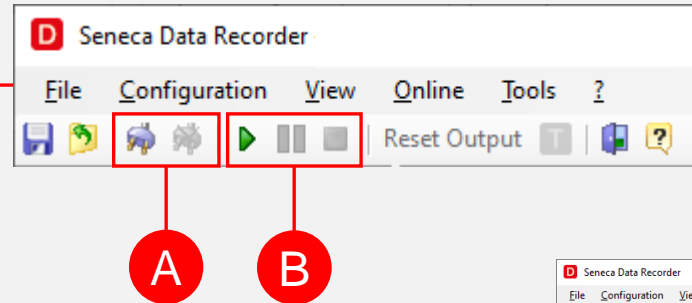 D Seneca Data Recorder
File Configuration View Online Tools ?
Reset Output T ?
A B
D Seneca Data Recorder
File Configuration